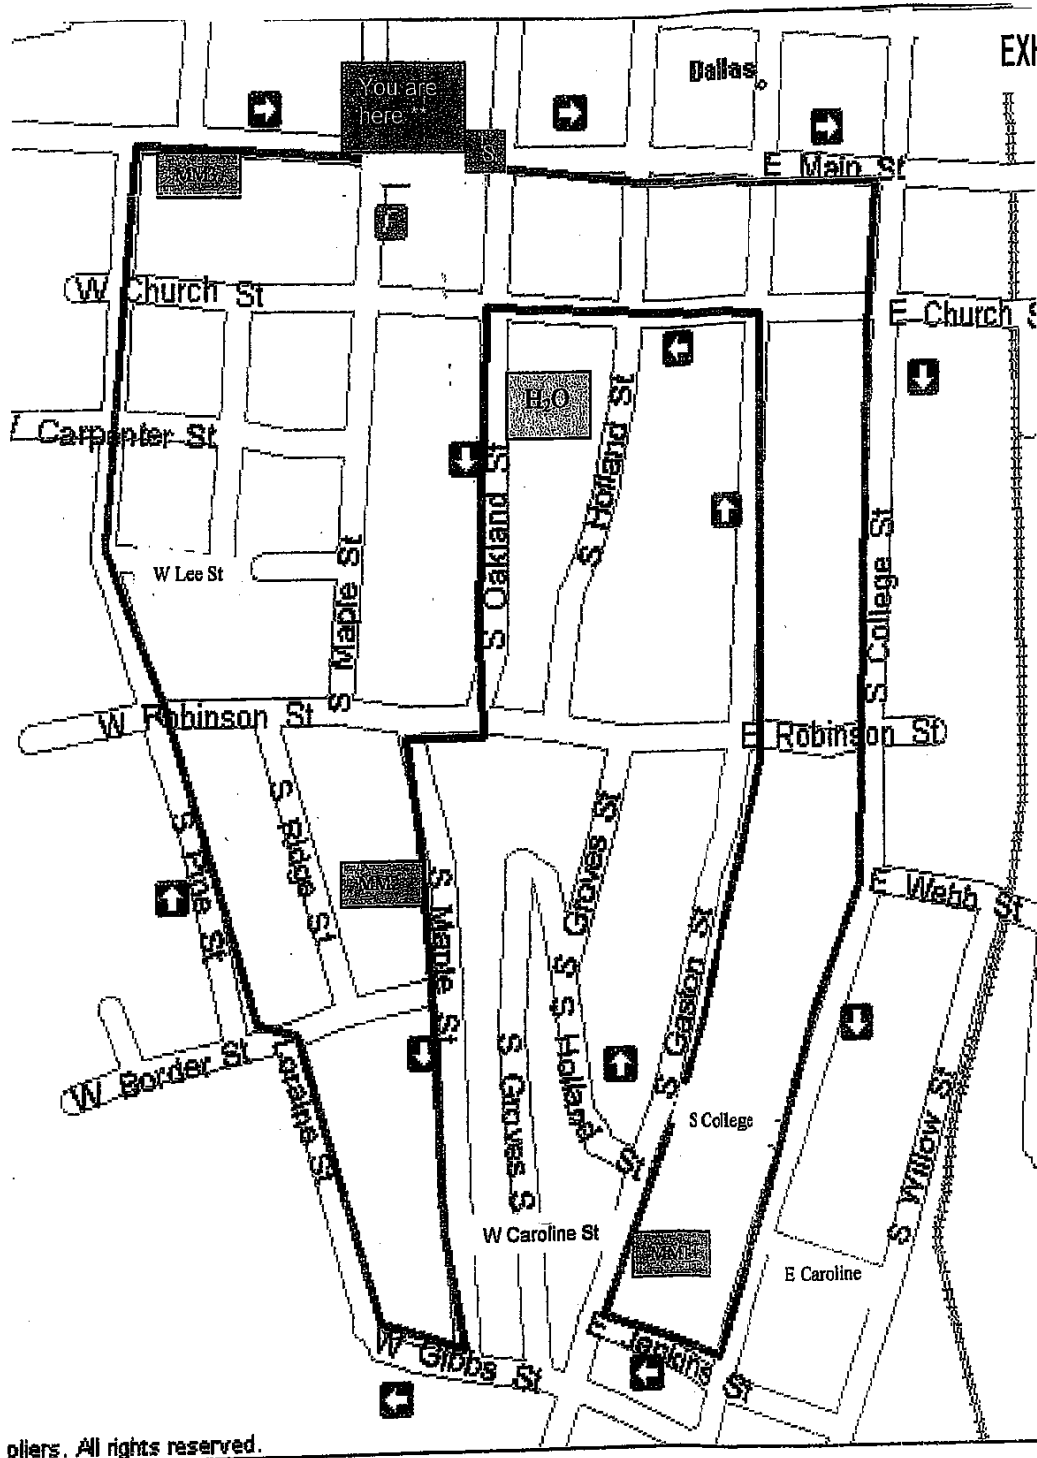 EXH
Dallas
You are
here **
S
E Main St
F
W Church St
E Church S
H2O
Carpenter St
S Holland St
S Oakland St
W Lee St
S Maple St
S College St
W Robinson St
E Robinson St
S Pine St
S Ridge St
S Groves St
S Maple St
E Webb St
S Gaston St
S Holland St
S Groves S
W Border St
Loraine St
S College
S Willow St
W Caroline St
E Caroline
W Gibbs St
E Jenkins St
pliers. All rights reserved.